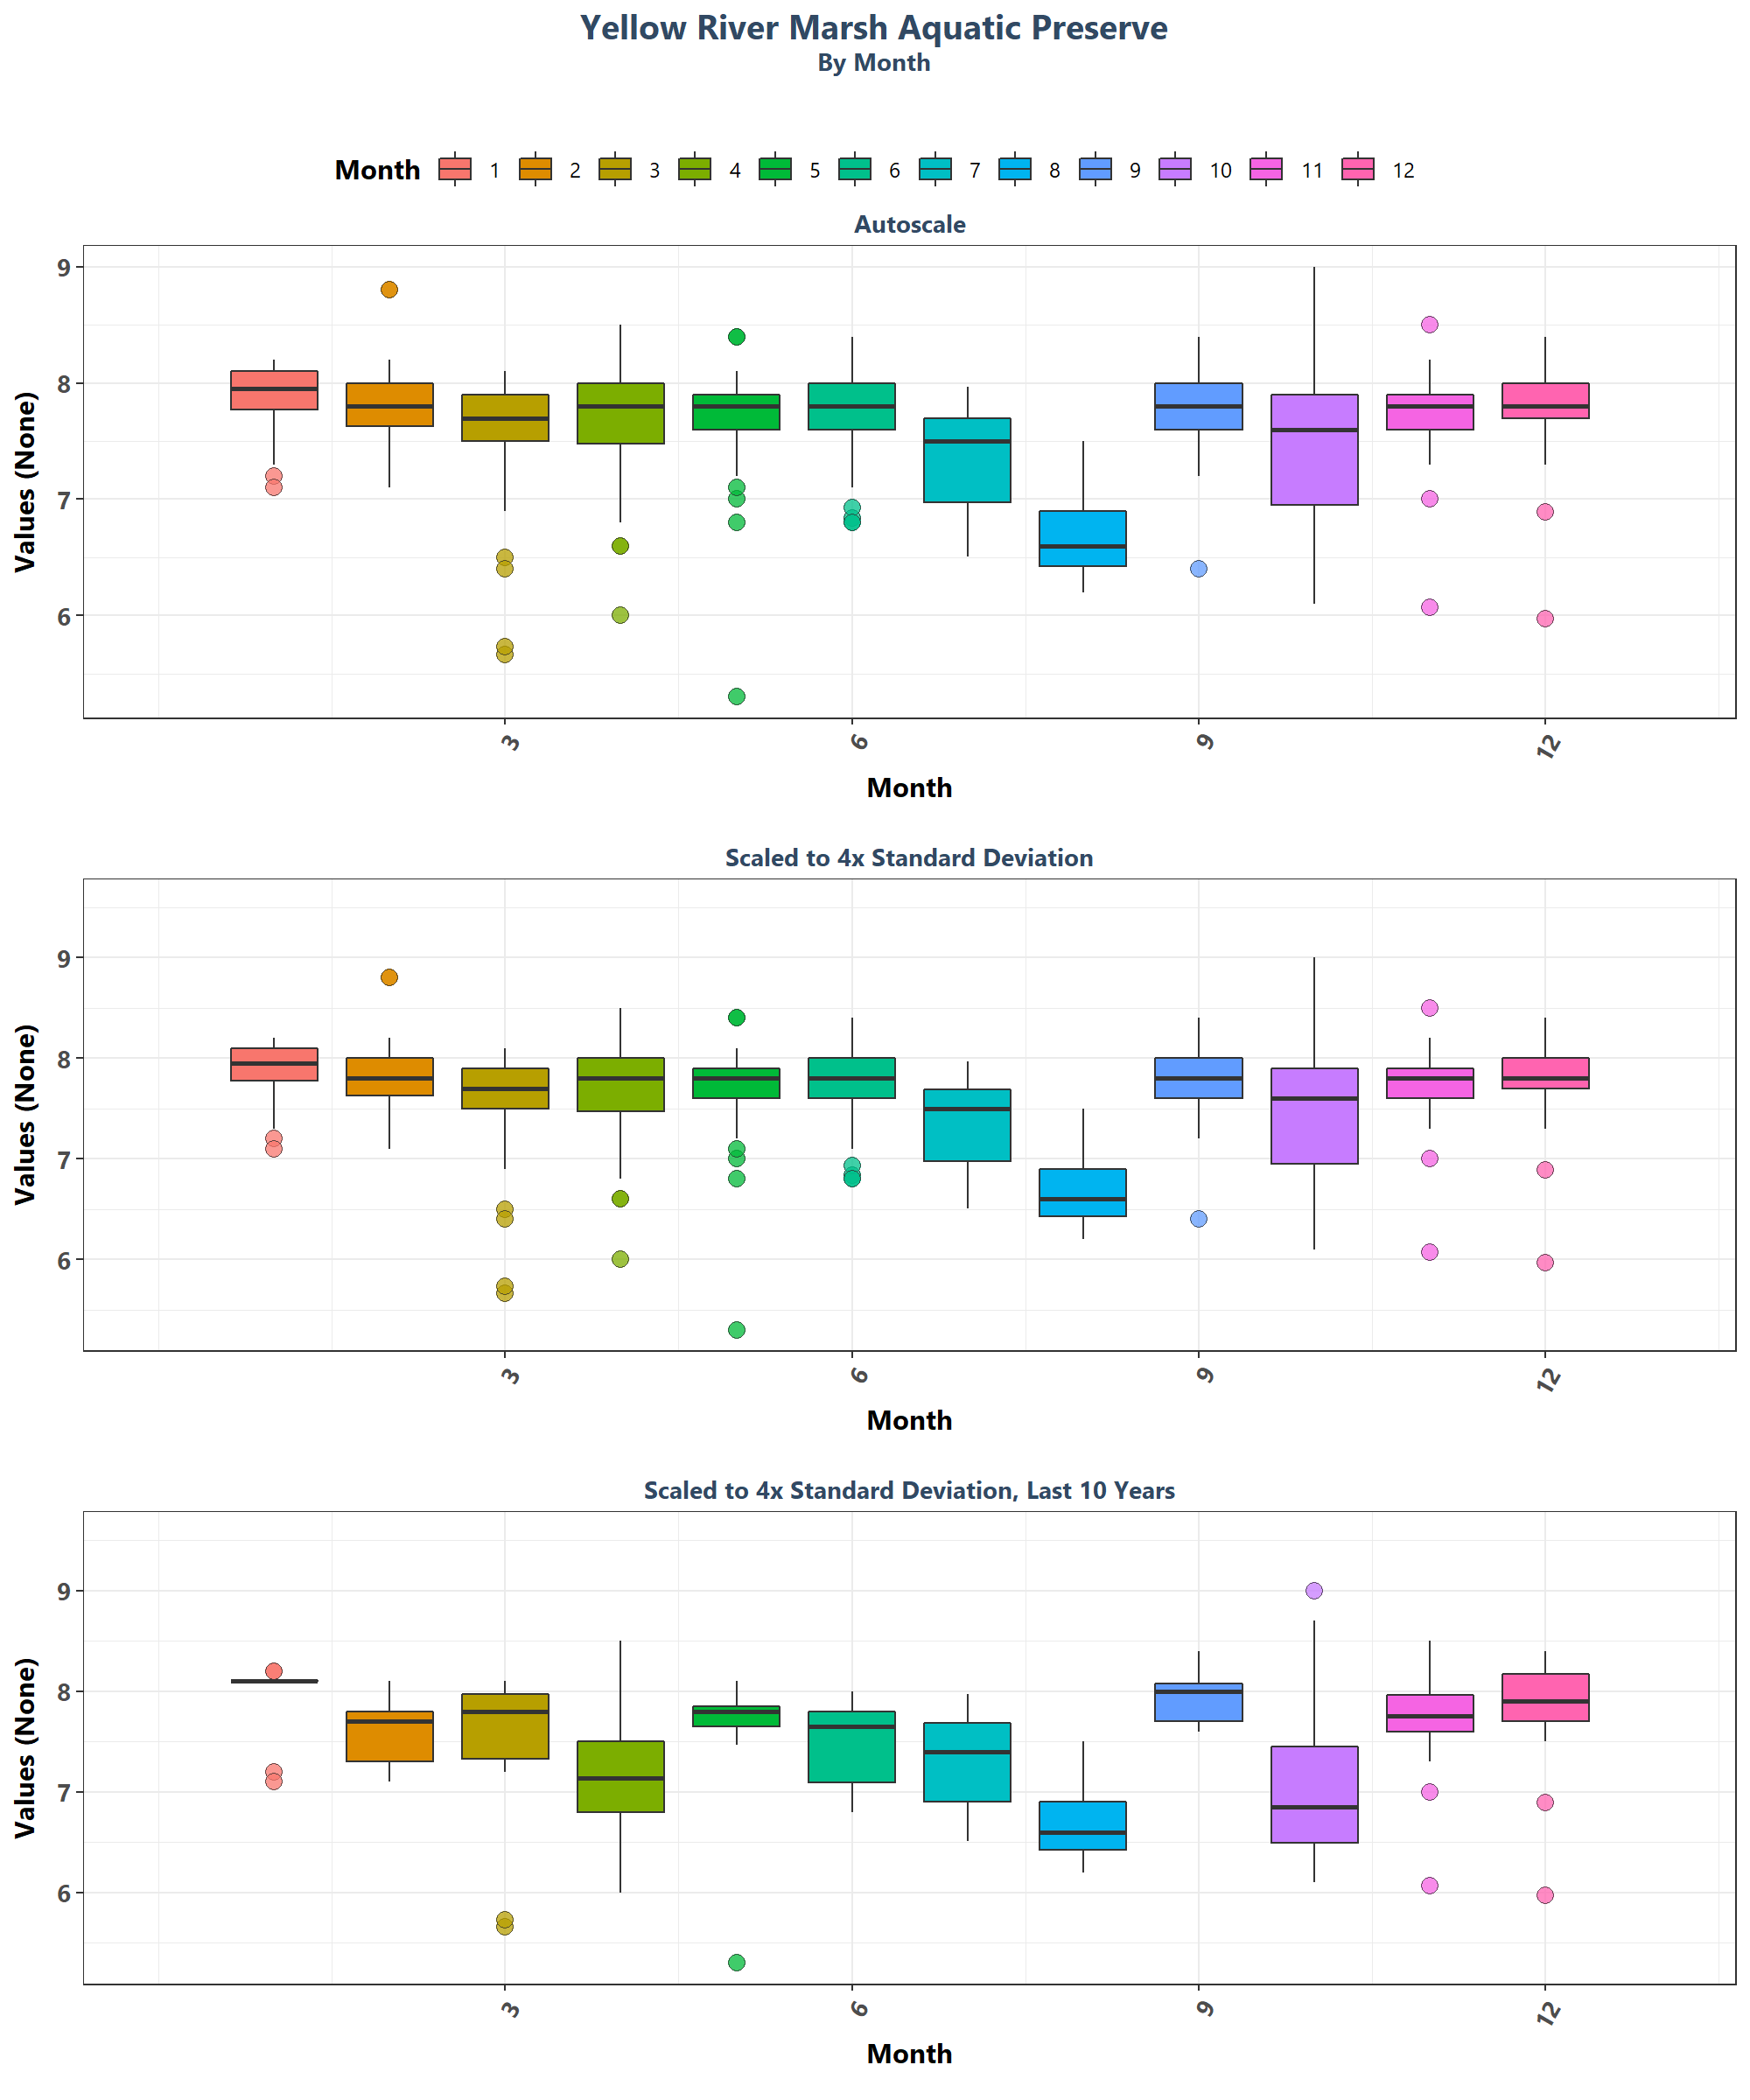 Yellow River Marsh Aquatic Preserve
By Month
Month 1 2 3 4 5 6 7 8 9 10 11 12
Autoscale
Values (None)
9
8
7
6
3 6 9 12
Month
Scaled to 4x Standard Deviation
Values (None)
9
8
7
6
3 6 9 12
Month
Scaled to 4x Standard Deviation, Last 10 Years
Values (None)
9
8
7
6
3 6 9 12
Month